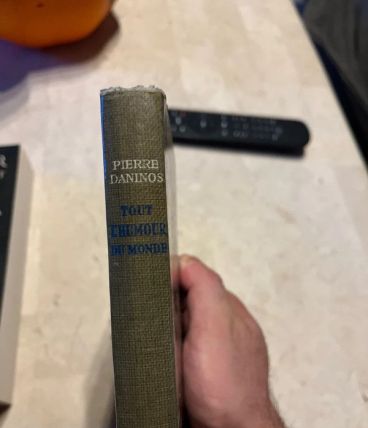 PIERRE
DANINOS
TOUT
L'HUMOUR
DU MONDE